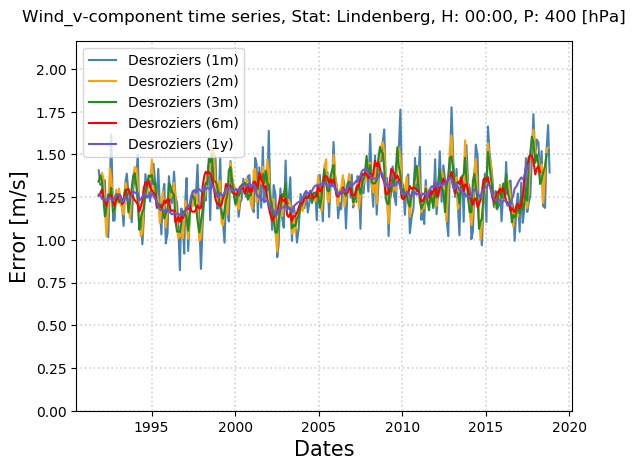 Wind_v-component time series, Stat: Lindenberg, H: 00:00, P: 400 [hPa]
Desroziers (1m)
Desroziers (2m)
Desroziers (3m)
Desroziers (6m)
Desroziers (1y)
Error [m/s]
2.00
1.75
1.50
1.25
1.00
0.75
0.50
0.25
0.00
1995
2000
2005
2010
2015
2020
Dates